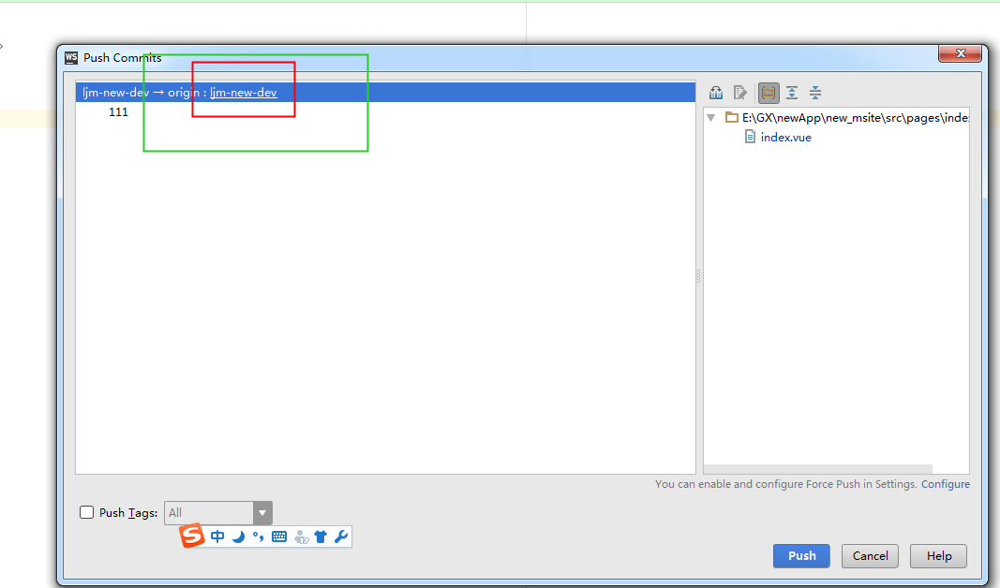 WS Push Commits
ljm-new-dev → origin : ljm-new-dev
111
E:\GX\newApp\new_msite\src\pages\inde
index.vue
You can enable and configure Force Push in Settings. Configure
Push Tags: All
S 中
Push Cancel Help